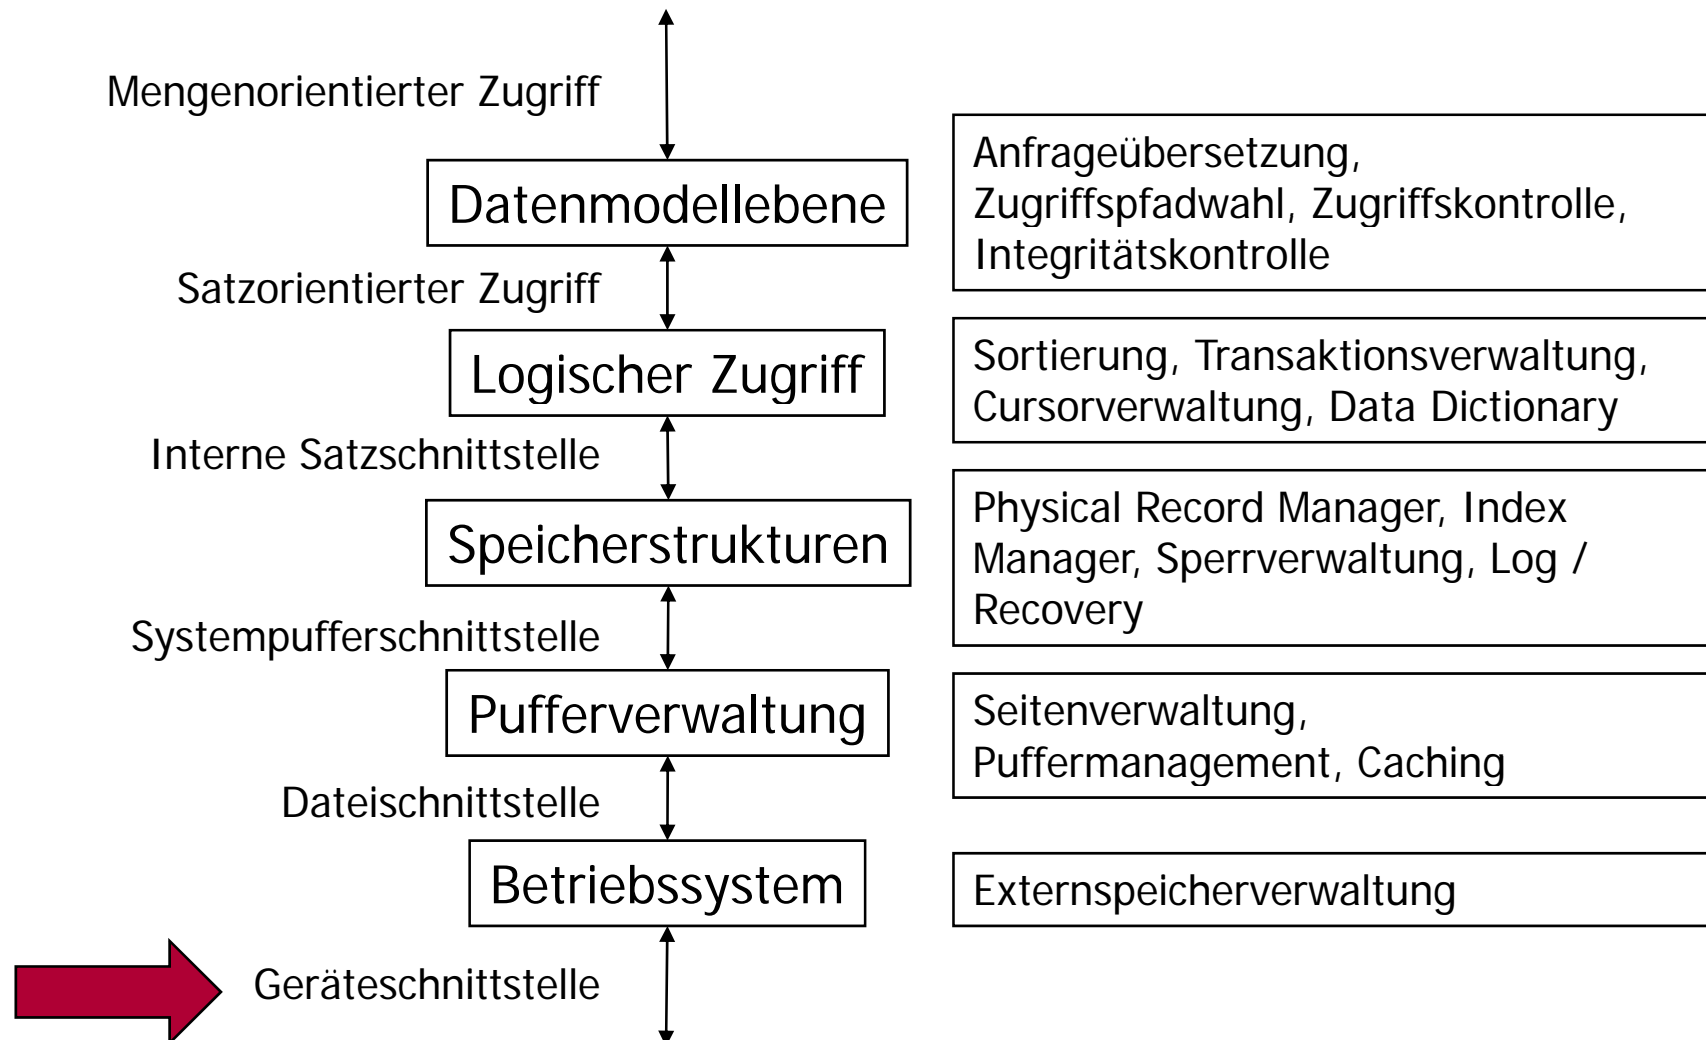 Mengenorientierter Zugriff
Datenmodellebene
Anfrageübersetzung,
Zugriffspfadwahl, Zugriffskontrolle,
Integritätskontrolle
Satzorientierter Zugriff
Logischer Zugriff
Sortierung, Transaktionsverwaltung,
Cursorverwaltung, Data Dictionary
Interne Satzschnittstelle
Speicherstrukturen
Physical Record Manager, Index
Manager, Sperrverwaltung, Log /
Recovery
Systempufferschnittstelle
Pufferverwaltung
Seitenverwaltung,
Puffermanagement, Caching
Dateischnittstelle
Betriebssystem
Externspeicherverwaltung
Geräteschnittstelle